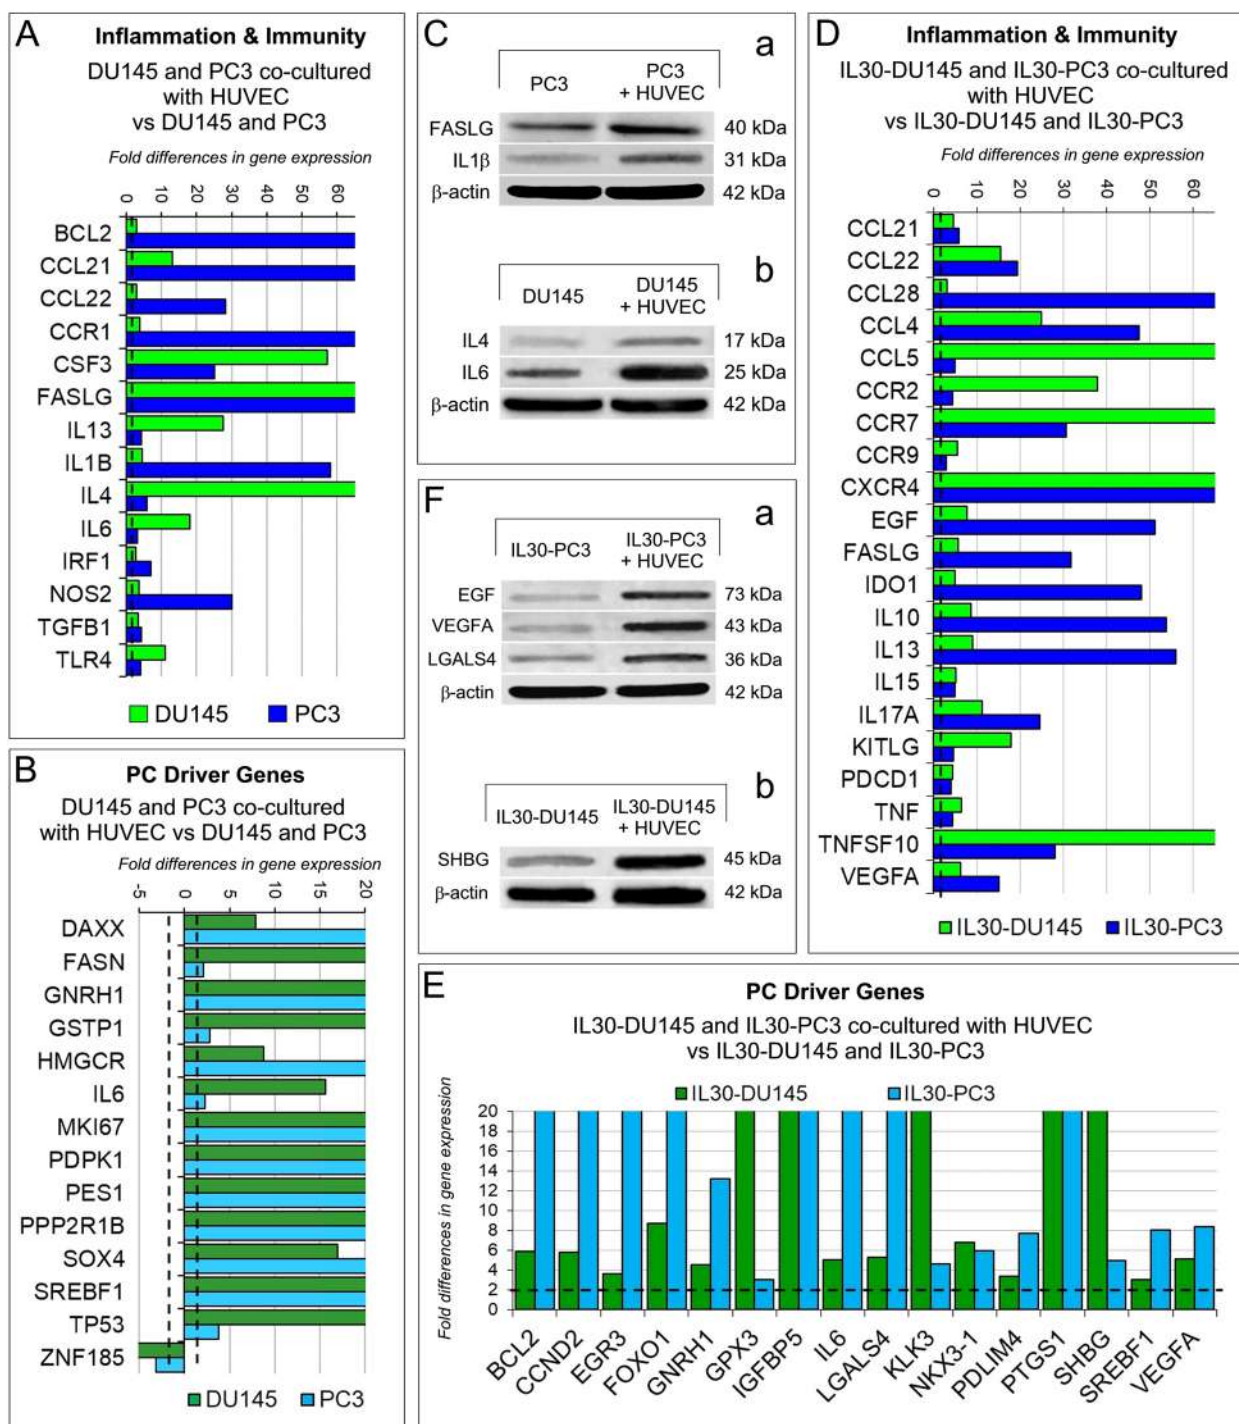 A
Inflammation & Immunity
DU145 and PC3 co-cultured
with HUVEC
vs DU145 and PC3
Fold differences in gene expression
0 10 20 30 40 50 60
BCL2
CCL21
CCL22
CCR1
CSF3
FASLG
IL13
IL1B
IL4
IL6
IRF1
NOS2
TGFB1
TLR4
DU145 PC3
B
PC Driver Genes
DU145 and PC3 co-cultured
with HUVEC vs DU145 and PC3
Fold differences in gene expression
-5 0 5 10 15 20
DAXX
FASN
GNRH1
GSTP1
HMGCR
IL6
MKI67
PDPK1
PES1
PPP2R1B
SOX4
SREBF1
TP53
ZNF185
DU145 PC3
C
a
PC3 PC3
+ HUVEC
FASLG 40 kDa
IL1β 31 kDa
β-actin 42 kDa
b
DU145 DU145
+ HUVEC
IL4 17 kDa
IL6 25 kDa
β-actin 42 kDa
F
a
IL30-PC3 IL30-PC3
+ HUVEC
EGF 73 kDa
VEGFA 43 kDa
LGALS4 36 kDa
β-actin 42 kDa
b
IL30-DU145 IL30-DU145
+ HUVEC
SHBG 45 kDa
β-actin 42 kDa
D
Inflammation & Immunity
IL30-DU145 and IL30-PC3 co-cultured
with HUVEC
vs IL30-DU145 and IL30-PC3
Fold differences in gene expression
0 10 20 30 40 50 60
CCL21
CCL22
CCL28
CCL4
CCL5
CCR2
CCR7
CCR9
CXCR4
EGF
FASLG
IDO1
IL10
IL13
IL15
IL17A
KITLG
PDCD1
TNF
TNFSF10
VEGFA
IL30-DU145 IL30-PC3
E
PC Driver Genes
IL30-DU145 and IL30-PC3 co-cultured with HUVEC
vs IL30-DU145 and IL30-PC3
IL30-DU145 IL30-PC3
Fold differences in gene expression
20
18
16
14
12
10
8
6
4
2
0
BCL2 CCND2 EGR3 FOXO1 GNRH1 GPX3 IGFBP5 IL6 LGALS4 KLK3 NKX3-1 PDLIM4 PTGS1 SHBG SREBF1 VEGFA